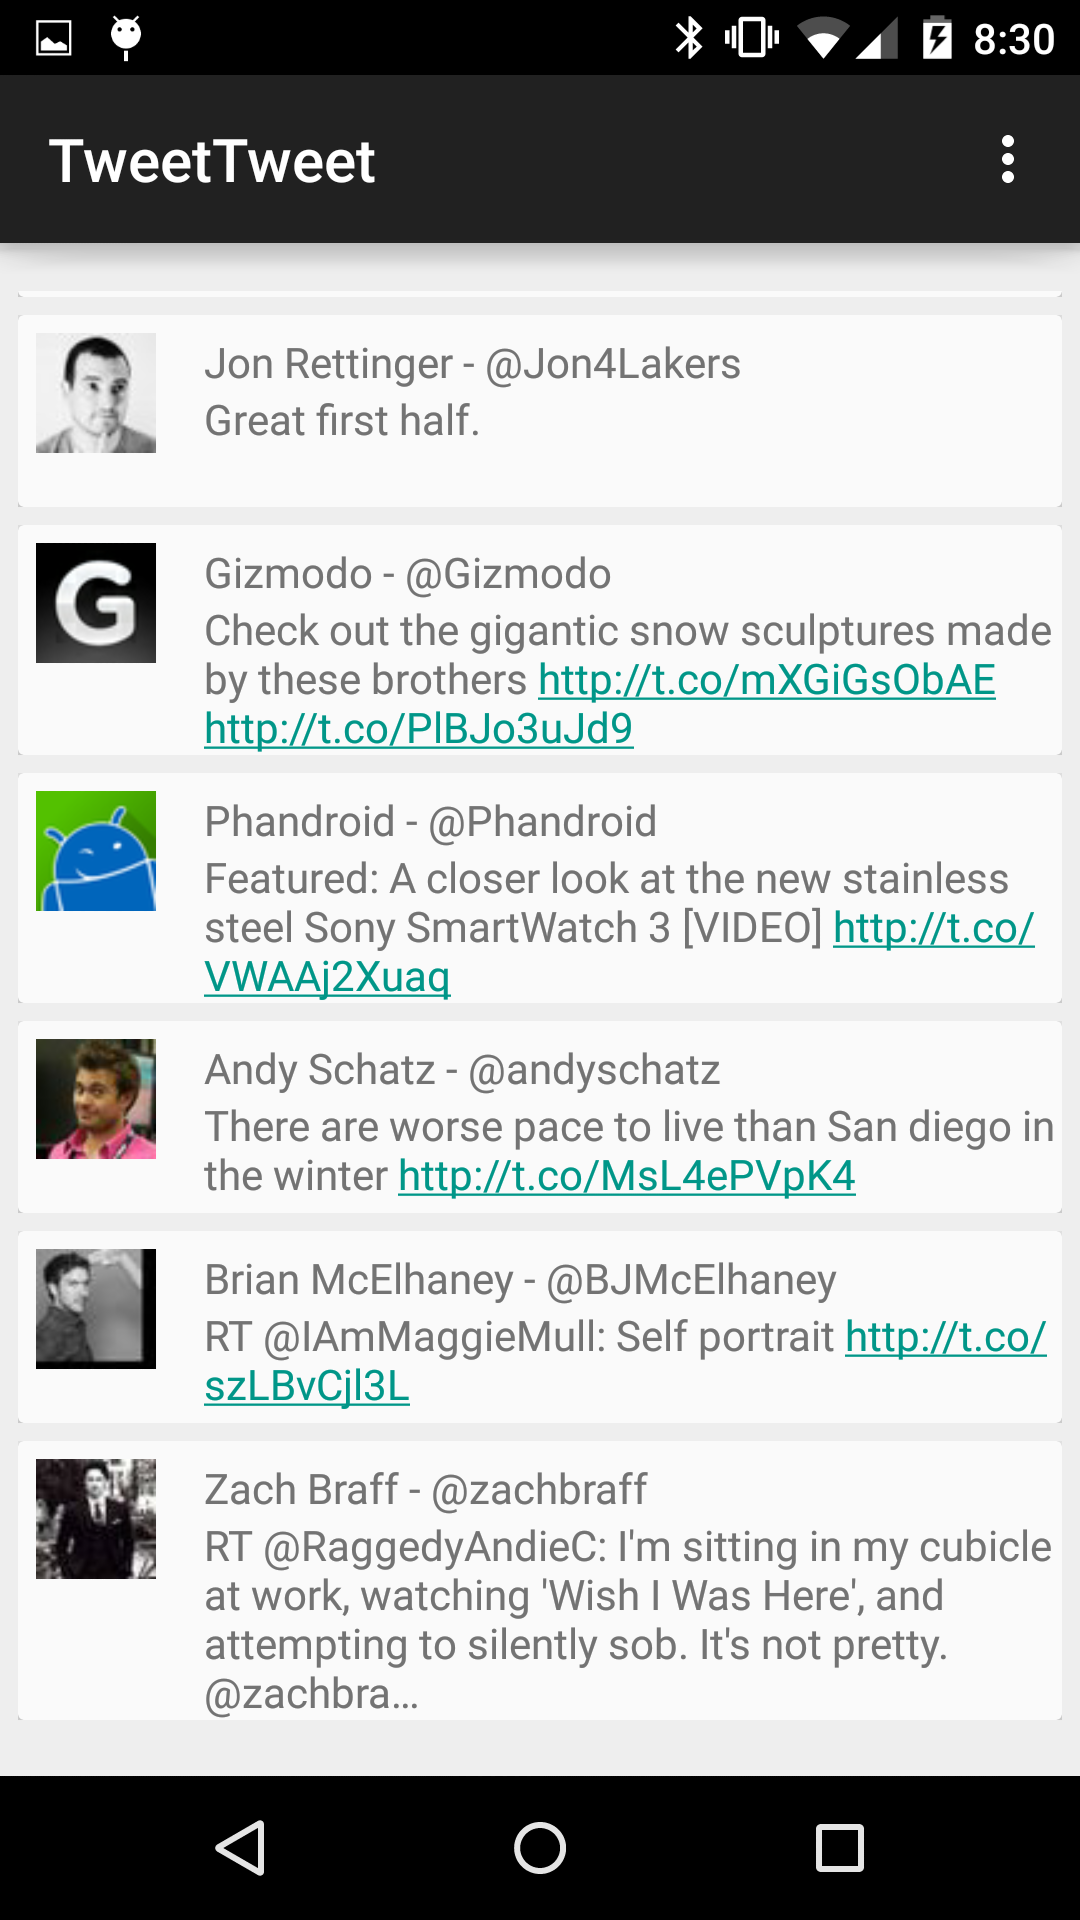 8:30
TweetTweet
Jon Rettinger - @Jon4Lakers
Great first half.
G
Gizmodo - @Gizmodo
Check out the gigantic snow sculptures made
by these brothers http://t.co/mXGiGsObAE
http://t.co/PlBJo3uJd9
Phandroid - @Phandroid
Featured: A closer look at the new stainless
steel Sony SmartWatch 3 [VIDEO] http://t.co/
VWAAj2Xuaq
Andy Schatz - @andyschatz
There are worse pace to live than San diego in
the winter http://t.co/MsL4ePVpK4
Brian McElhaney - @BJMcElhaney
RT @IAmMaggieMull: Self portrait http://t.co/
szLBvCjl3L
Zach Braff - @zachbraff
RT @RaggedyAndieC: I'm sitting in my cubicle
at work, watching 'Wish I Was Here', and
attempting to silently sob. It's not pretty.
@zachbra…